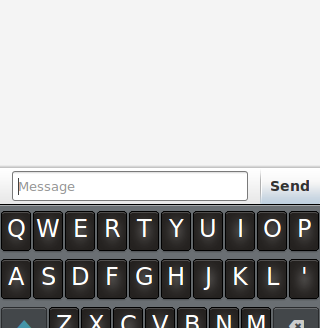 Message Send
Q W E R T Y U I O P
A S D F G H J K L '
Z X C V B N M